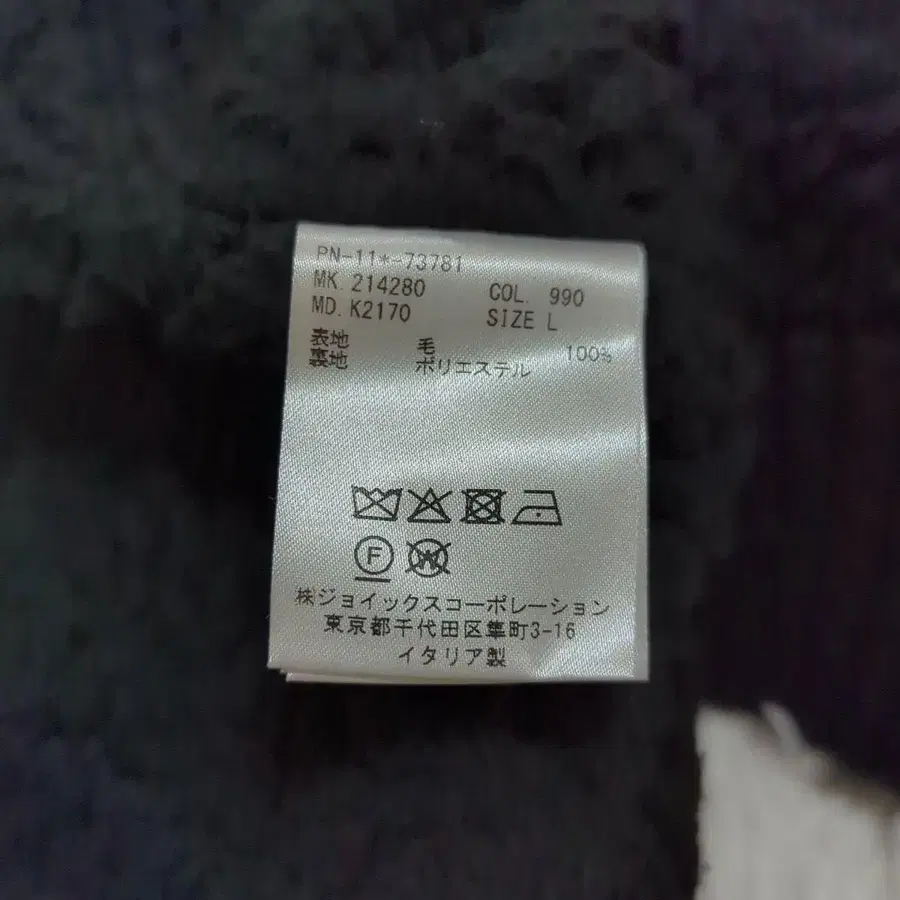 PN-11*-73781
MK. 214280 COL. 990
MD. K2170 SIZE L
表地 毛 100%
裏地 ポリエステル
F
W
㈱ジョイックスコーポレーション
東京都千代田区隼町3-16
イタリア製